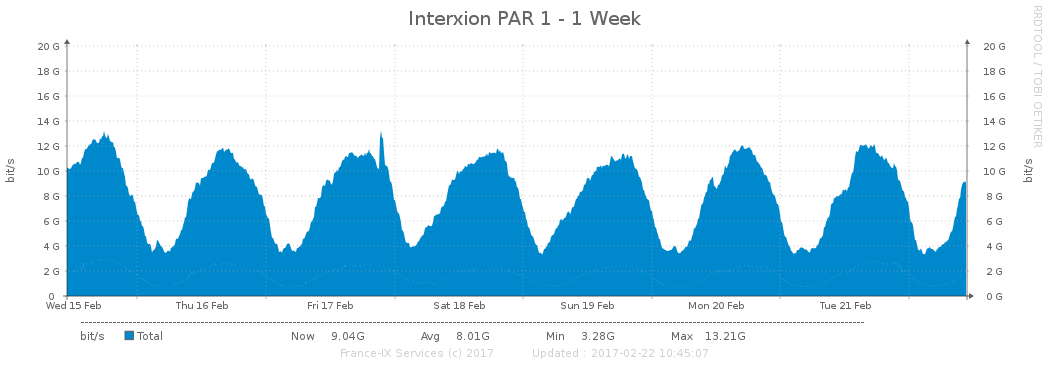 Interxion PAR 1 - 1 Week
RRDTOOL / TOBI OETIKER
bit/s
20 G 20 G
18 G 18 G
16 G 16 G
14 G 14 G
12 G 12 G
10 G 10 G
8 G 8 G
6 G 6 G
4 G 4 G
2 G 2 G
0 0 G
bit/s
Wed 15 Feb Thu 16 Feb Fri 17 Feb Sat 18 Feb Sun 19 Feb Mon 20 Feb Tue 21 Feb
bit/s Total Now 9.04G Avg 8.01G Min 3.28G Max 13.21G
France-IX Services (c) 2017 Updated : 2017-02-22 10:45:07